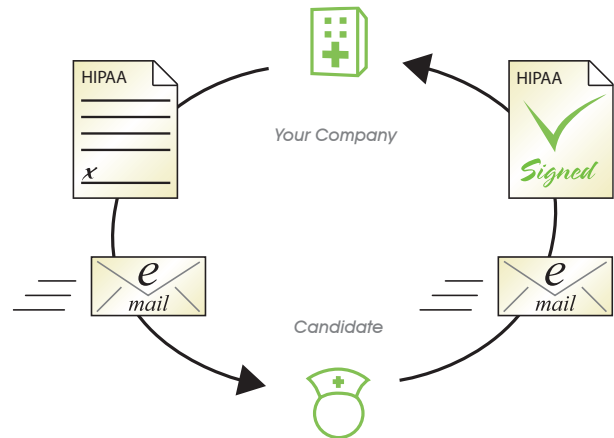 HIPAA
x
HIPAA
Signed
Your Company
e
mail
e
mail
Candidate